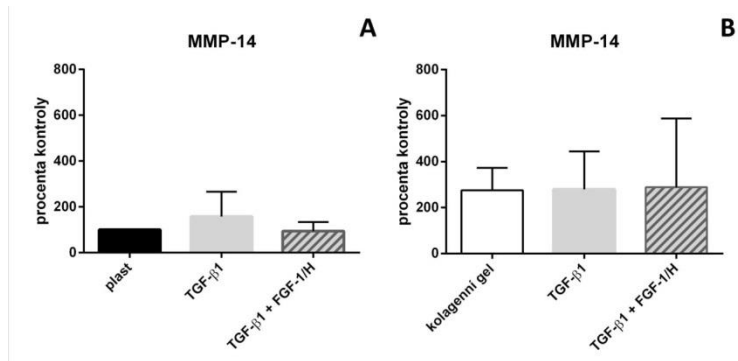 A
MMP-14
procenta kontroly
800
600
400
200
0
plast
TGF-β1
TGF-β1 + FGF-1/H
B
MMP-14
procenta kontroly
800
600
400
200
0
kolagenní gel
TGF-β1
TGF-β1 + FGF-1/H